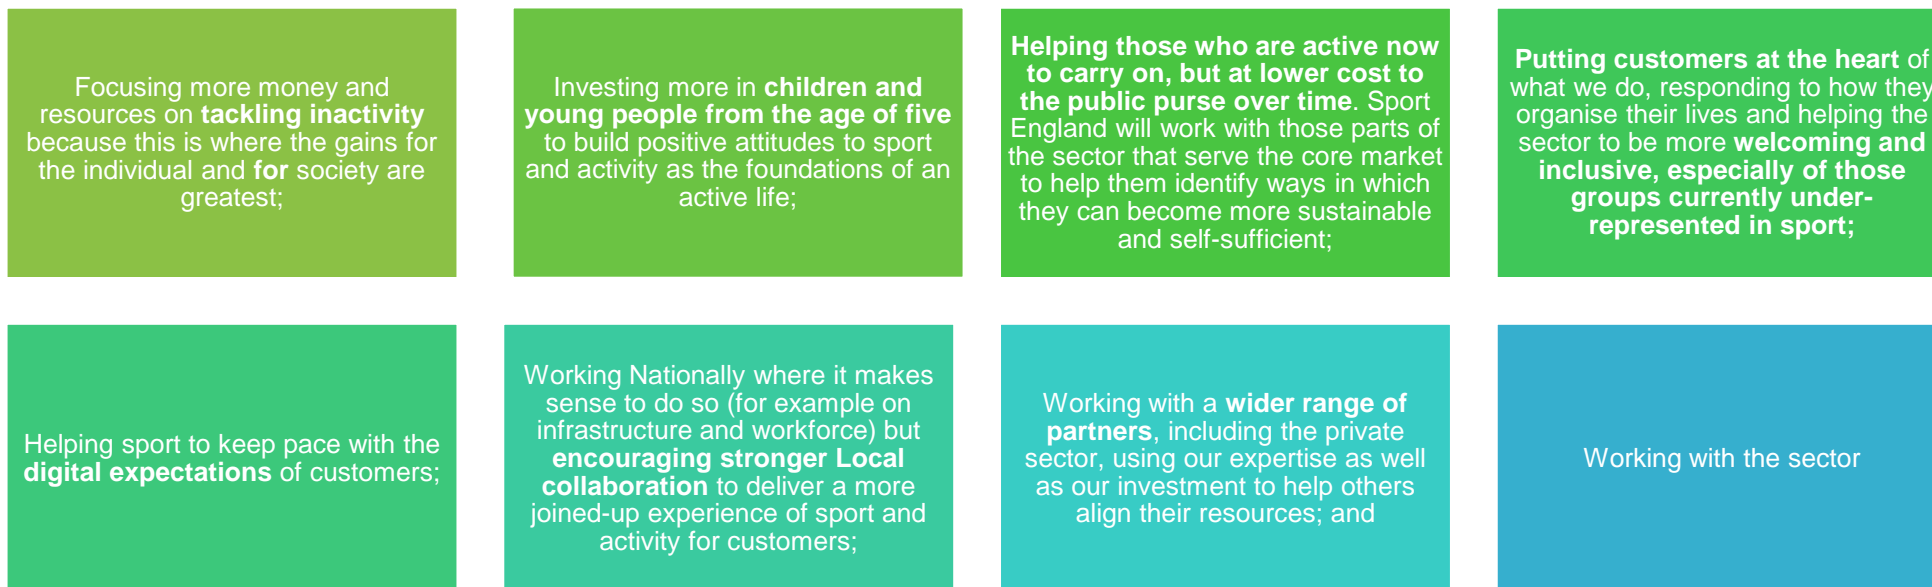 Focusing more money and
resources on tackling inactivity
because this is where the gains for
the individual and for society are
greatest;
Investing more in children and
young people from the age of five
to build positive attitudes to sport
and activity as the foundations of an
active life;
Helping those who are active now
to carry on, but at lower cost to
the public purse over time. Sport
England will work with those parts of
the sector that serve the core market
to help them identify ways in which
they can become more sustainable
and self-sufficient;
Putting customers at the heart of
what we do, responding to how they
organise their lives and helping the
sector to be more welcoming and
inclusive, especially of those
groups currently under-
represented in sport;
Helping sport to keep pace with the
digital expectations of customers;
Working Nationally where it makes
sense to do so (for example on
infrastructure and workforce) but
encouraging stronger Local
collaboration to deliver a more
joined-up experience of sport and
activity for customers;
Working with a wider range of
partners, including the private
sector, using our expertise as well
as our investment to help others
align their resources; and
Working with the sector